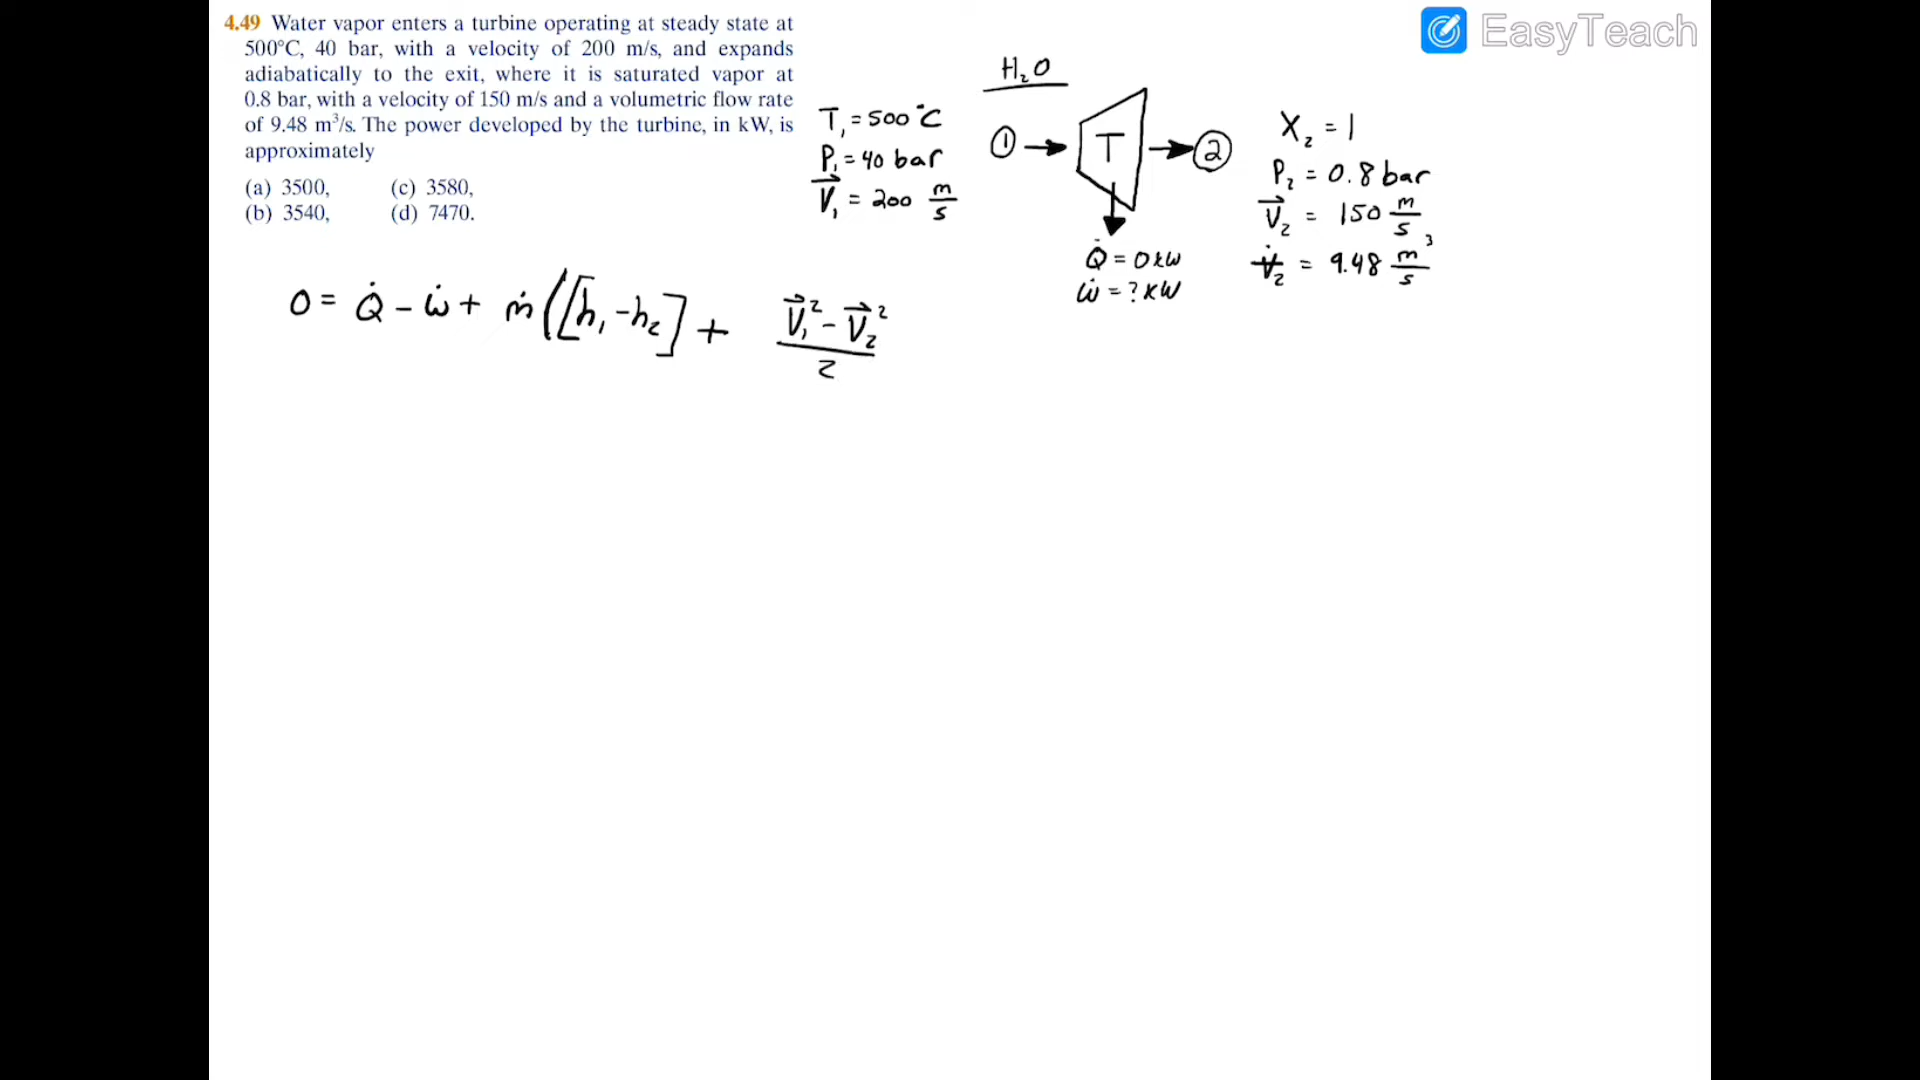 4.49 Water vapor enters a turbine operating at steady state at
500°C, 40 bar, with a velocity of 200 m/s, and expands
adiabatically to the exit, where it is saturated vapor at
0.8 bar, with a velocity of 150 m/s and a volumetric flow rate
of 9.48 m³/s. The power developed by the turbine, in kW, is
approximately
(a) 3500, (c) 3580,
(b) 3540, (d) 7470.
EasyTeach
H₂O
T₁ = 500°C
P₁ = 40 bar
V⃗₁ = 200 m/s
① → T → ②
Q̇ = 0 kW
ẇ = ? kW
X₂ = 1
P₂ = 0.8 bar
V⃗₂ = 150 m/s
V̶̇₂ = 9.48 m³/s
0 = Q̇ - ẇ + ṁ([h₁ - h₂] + (V⃗₁² - V⃗₂²)/2